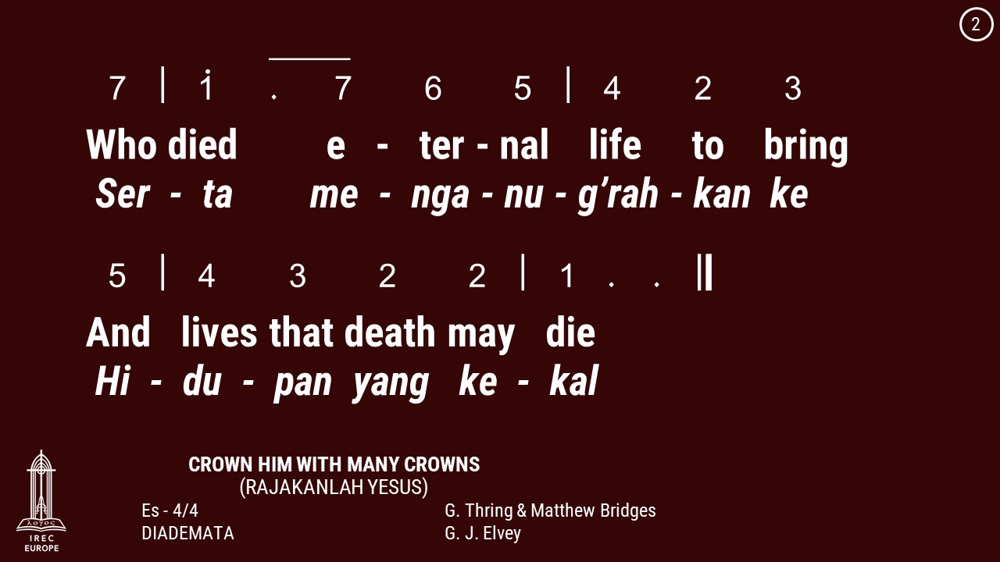 2
7 | 1̇ . 7 6 5 | 4 2 3
Who died e - ter - nal life to bring
Ser - ta me - nga - nu - g’rah - kan ke
5 | 4 3 2 2 | 1 . . ‖
And lives that death may die
Hi - du - pan yang ke - kal
CROWN HIM WITH MANY CROWNS
(RAJAKANLAH YESUS)
Es - 4/4 G. Thring & Matthew Bridges
DIADEMATA G. J. Elvey
λογος
IREC
EUROPE